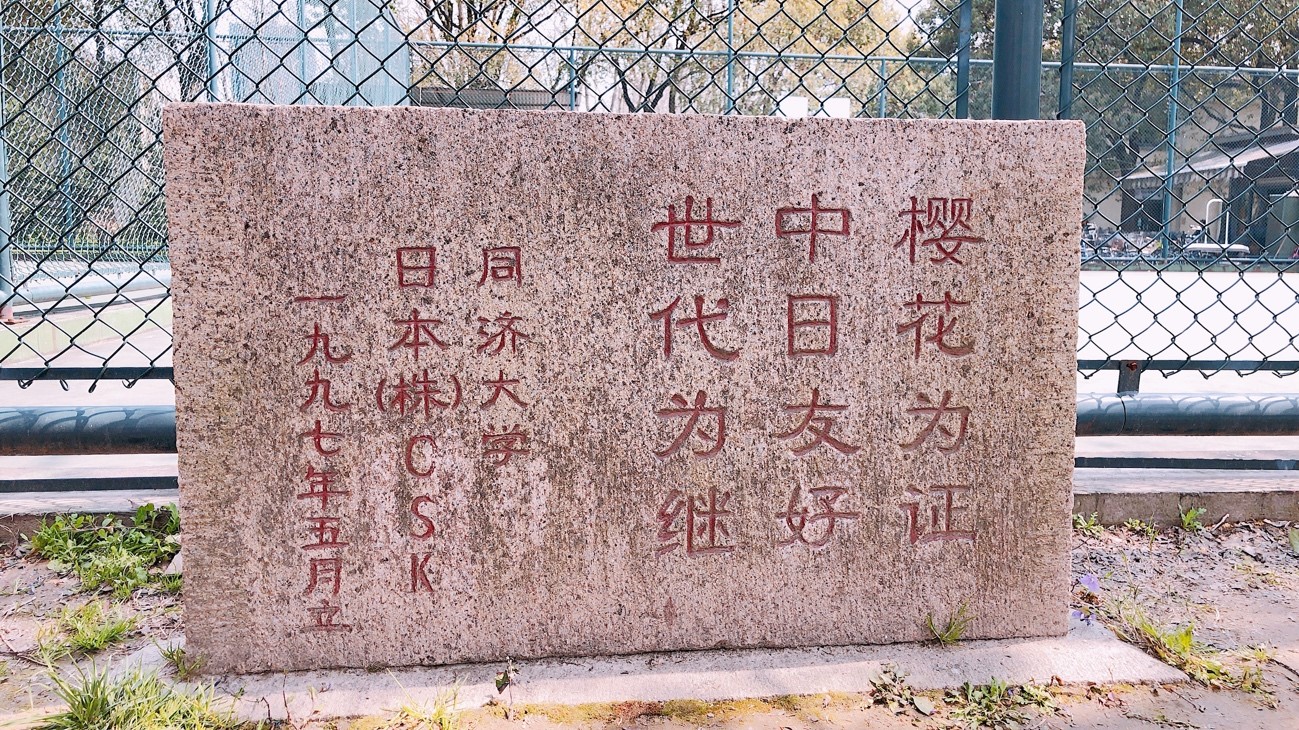 樱花为证
中日友好
世代为继
同济大学
日本(株)CSK
一九九七年五月立